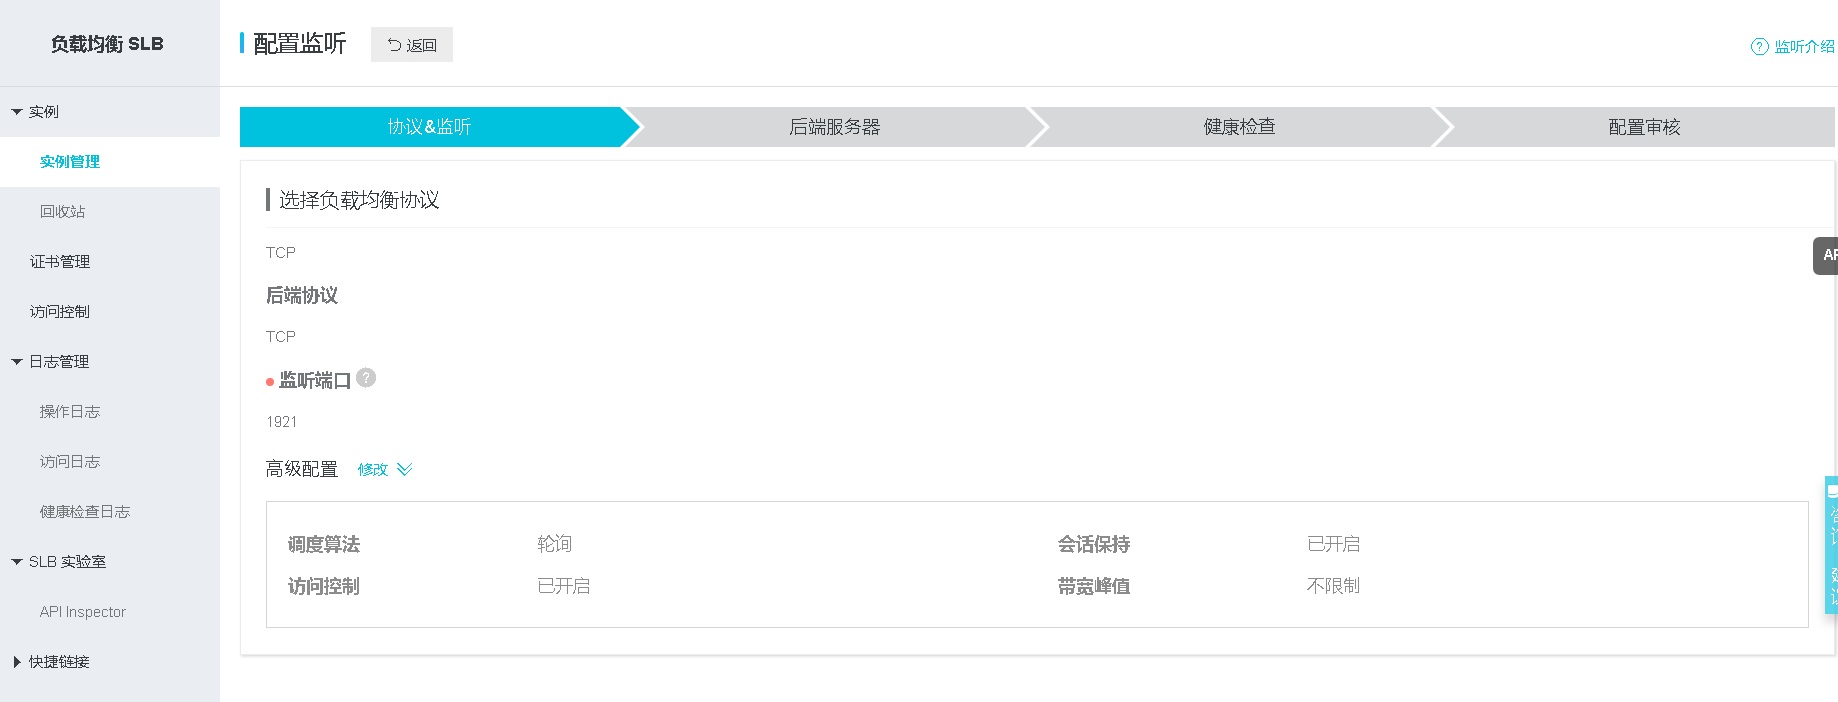 负载均衡 SLB
配置监听
返回
监听介绍
实例
实例管理
回收站
证书管理
访问控制
日志管理
操作日志
访问日志
健康检查日志
SLB 实验室
API Inspector
快捷链接
协议&监听
后端服务器
健康检查
配置审核
选择负载均衡协议
TCP
后端协议
TCP
监听端口
1921
高级配置 修改
调度算法 轮询 会话保持 已开启
访问控制 已开启 带宽峰值 不限制